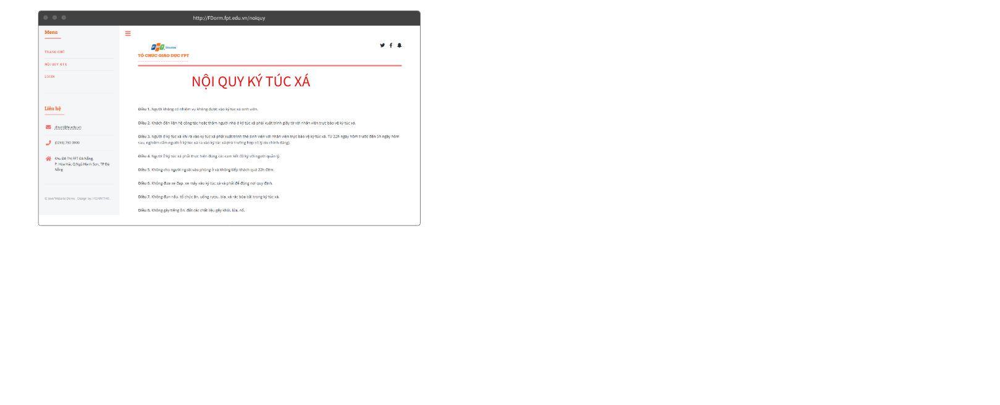 http://FDorm.fpt.edu.vn/noiquy
Menu
TRANG CHỦ
NỘI QUY KTX
LOGIN
Liên hệ
(0236) 730.9999
Khu Đô Thị FPT Đà Nẵng,
P. Hòa Hải, Q.Ngũ Hành Sơn, TP Đà
Nẵng
© Java Website Demo. Design by:
FPT Education
TỔ CHỨC GIÁO DỤC FPT
NỘI QUY KÝ TÚC XÁ
Điều 1. Người không có nhiệm vụ không được vào ký túc xá sinh viên.
Điều 2. Khách đến liên hệ công tác hoặc thăm người nhà ở ký túc xá phải xuất trình giấy tờ với nhân viên trực bảo vệ ký túc xá.
Điều 3. Người ở ký túc xá khi ra vào ký túc xá phải xuất trình thẻ sinh viên với nhân viên trực bảo vệ ký túc xá. Từ 22h ngày hôm trước đến 5h ngày hôm
sau, nghiêm cấm người ở ký túc xá ra vào ký túc xá (trừ trường hợp có lý do chính đáng).
Điều 4. Người ở ký túc xá phải thực hiện đúng các cam kết đã ký với người quản lý.
Điều 5. Không cho người ngoài vào phòng ở và không tiếp khách quá 22h đêm.
Điều 6. Không đưa xe đạp, xe máy vào ký túc xá và phải để đúng nơi quy định.
Điều 7. Không đun nấu, tổ chức ăn, uống rượu, bia, xả rác bừa bãi trong ký túc xá.
Điều 8. Không gây tiếng ồn, đốt các chất liệu gây khói, lửa, nổ.